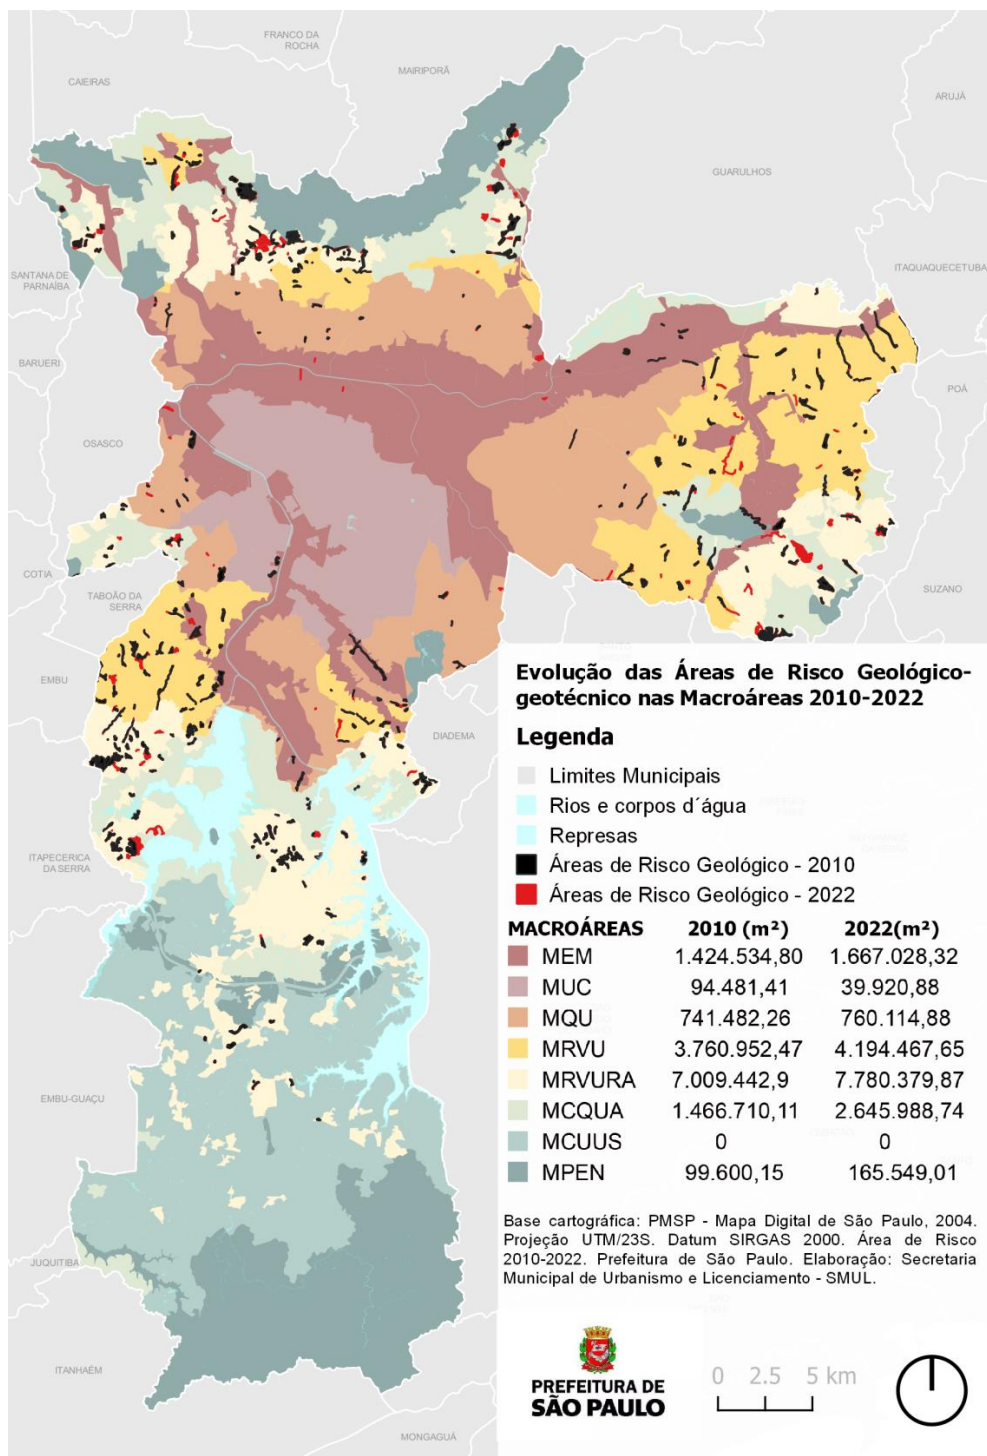 FRANCO DA
ROCHA
MAIRIPORÃ
CAIEIRAS
ARUJÁ
GUARULHOS
SANTANA DE
PARNAÍBA
ITAQUAQUECETUBA
BARUERI
POÁ
OSASCO
COTIA
TABOÃO DA
SERRA
SUZANO
EMBU
DIADEMA
ITAPECERICA
DA SERRA
EMBU-GUAÇU
JUQUITIBA
ITANHAÉM
MONGAGUÁ
Evolução das Áreas de Risco Geológico-
geotécnico nas Macroáreas 2010-2022
Legenda
Limites Municipais
Rios e corpos d´água
Represas
Áreas de Risco Geológico - 2010
Áreas de Risco Geológico - 2022
MACROÁREAS 2010 (m²) 2022(m²)
MEM 1.424.534,80 1.667.028,32
MUC 94.481,41 39.920,88
MQU 741.482,26 760.114,88
MRVU 3.760.952,47 4.194.467,65
MRVURA 7.009.442,9 7.780.379,87
MCQUA 1.466.710,11 2.645.988,74
MCUUS 0 0
MPEN 99.600,15 165.549,01
Base cartográfica: PMSP - Mapa Digital de São Paulo, 2004.
Projeção UTM/23S. Datum SIRGAS 2000. Área de Risco
2010-2022. Prefeitura de São Paulo. Elaboração: Secretaria
Municipal de Urbanismo e Licenciamento - SMUL.
PREFEITURA DE
SÃO PAULO
0 2.5 5 km